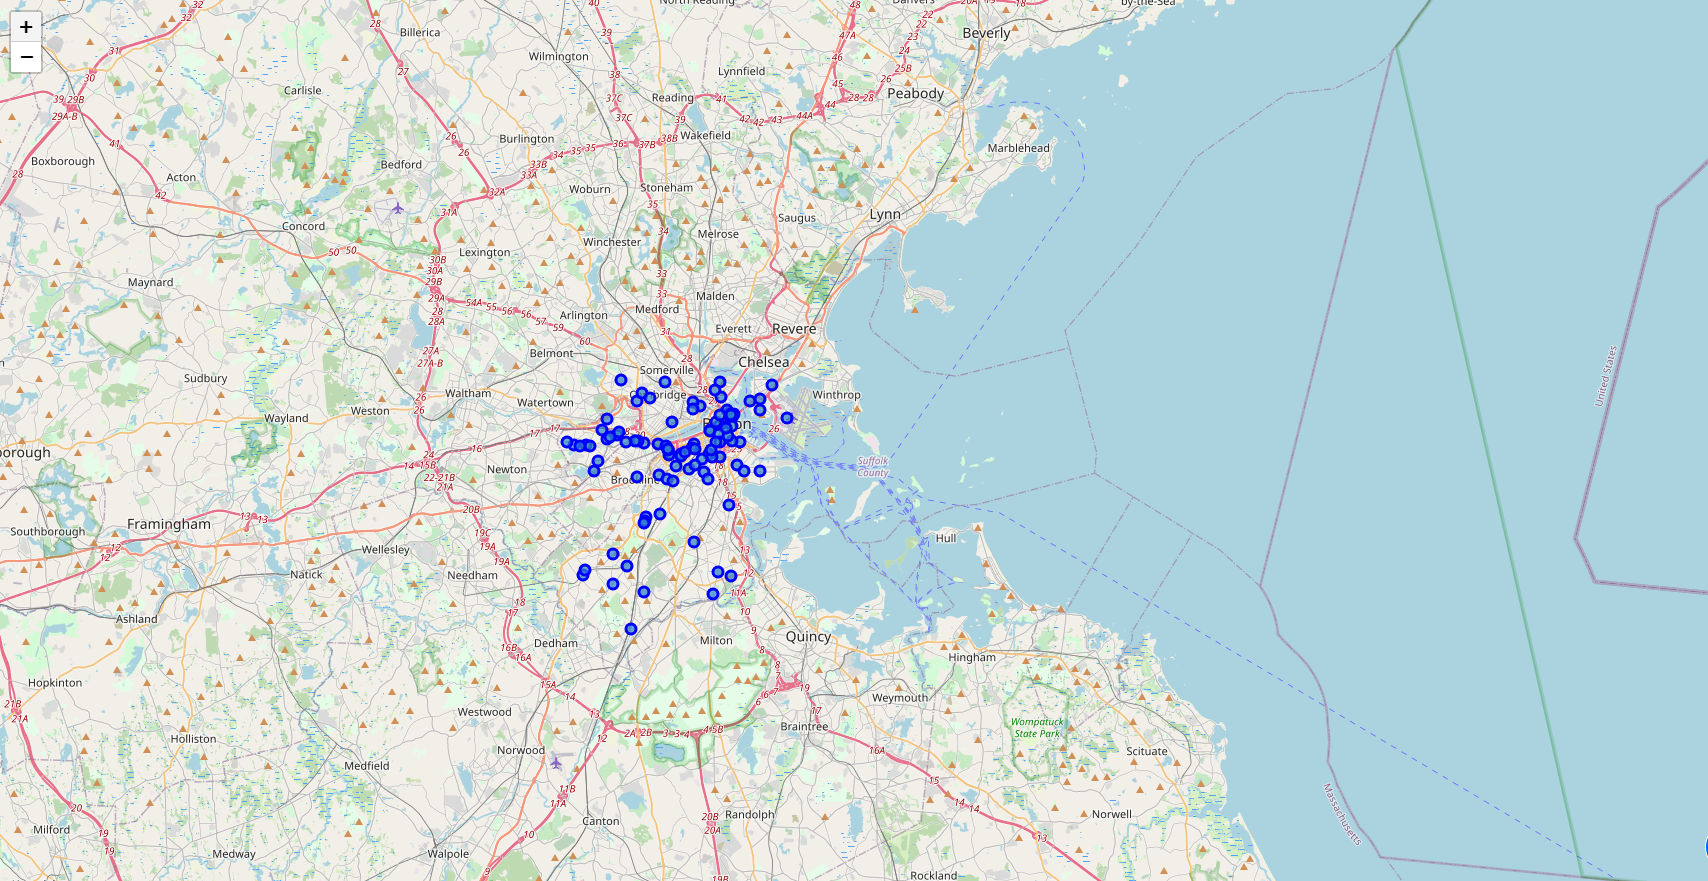 +
−
North Reading
Danvers
by-the-Sea
Billerica
Wilmington
Beverly
Carlisle
Lynnfield
Peabody
Reading
Wakefield
Burlington
Marblehead
Boxborough
Acton
Bedford
Woburn
Stoneham
Saugus
Lynn
Concord
Winchester
Melrose
Lexington
Maynard
Malden
Medford
Arlington
Everett
Revere
Belmont
Chelsea
Somerville
Sudbury
Waltham
Watertown
Winthrop
Weston
Wayland
United States
Suffolk
County
Newton
Framingham
Southborough
Hull
Wellesley
Natick
Needham
Ashland
Quincy
Milton
Dedham
Hingham
Hopkinton
Weymouth
Westwood
Braintree
Wompatuck
State Park
Holliston
Norwood
Scituate
Medfield
Massachusetts
Canton
Randolph
Norwell
Milford
Medway
Walpole
Rockland